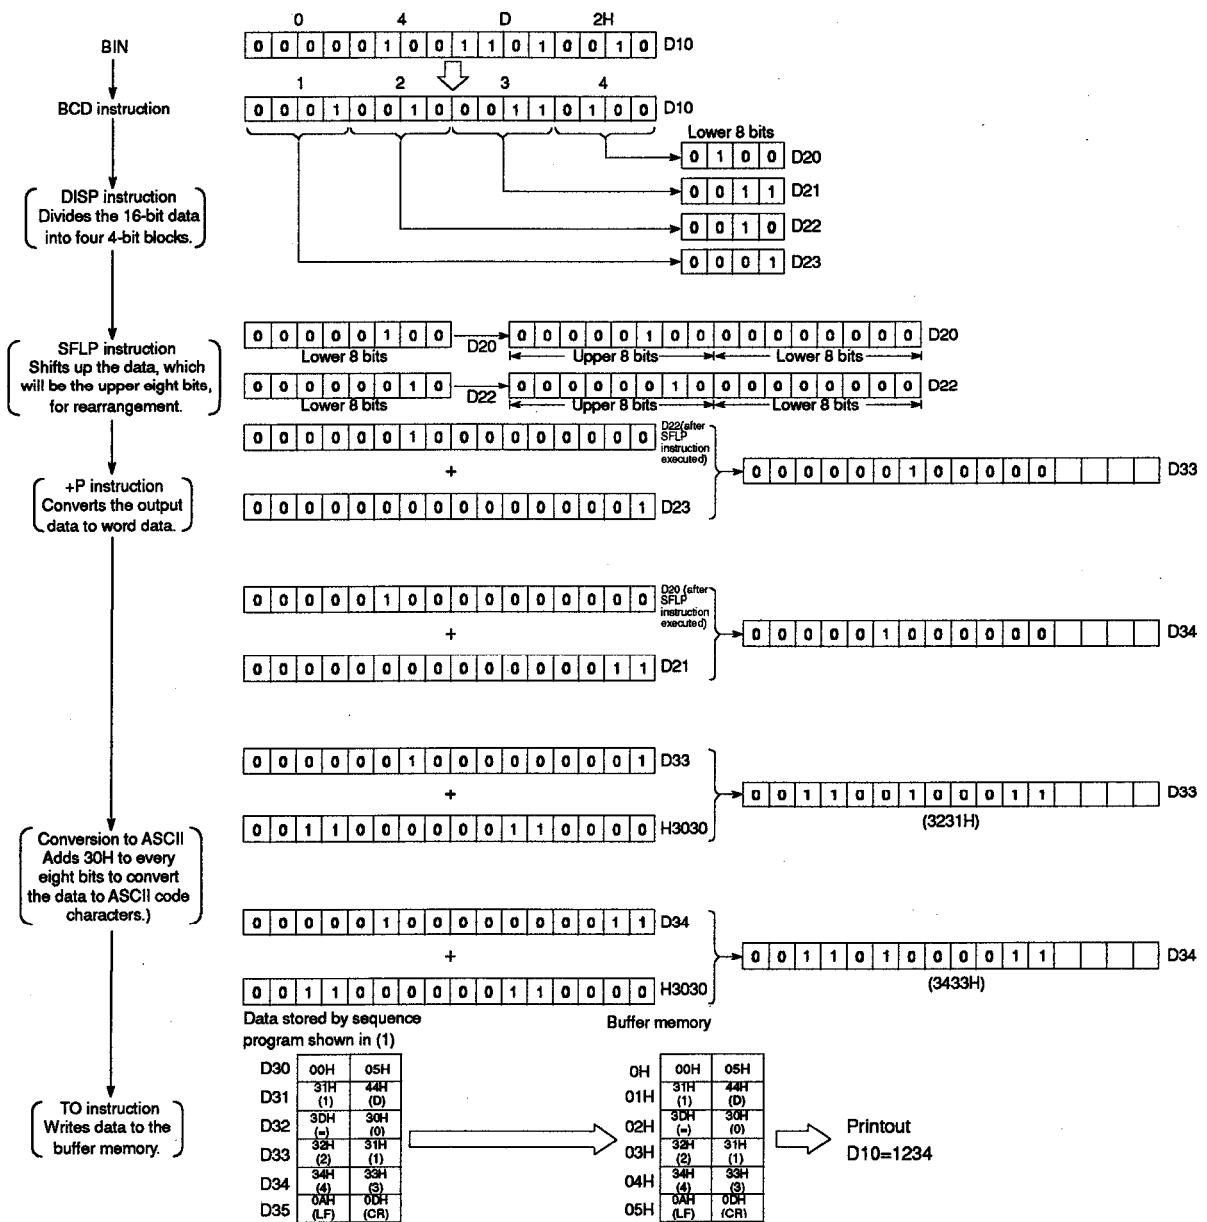 0 4 D 2H
BIN
0 0 0 0 0 1 0 0 1 1 0 1 0 0 1 0 D10
1 2 3 4
BCD instruction
0 0 0 1 0 0 1 0 0 0 1 1 0 1 0 0 D10
Lower 8 bits
0 1 0 0 D20
0 0 1 1 D21
0 0 1 0 D22
0 0 0 1 D23
DISP instruction
Divides the 16-bit data
into four 4-bit blocks.
SFLP instruction
Shifts up the data, which
will be the upper eight bits,
for rearrangement.
0 0 0 0 0 1 0 0 D20 0 0 0 0 0 1 0 0 0 0 0 0 0 0 0 0 D20
Lower 8 bits Upper 8 bits Lower 8 bits
0 0 0 0 0 0 1 0 D22 0 0 0 0 0 0 1 0 0 0 0 0 0 0 0 0 D22
Lower 8 bits Upper 8 bits Lower 8 bits
+P instruction
Converts the output
data to word data.
0 0 0 0 0 0 1 0 0 0 0 0 0 0 0 0
D22(after
SFLP
instruction
executed)
+
0 0 0 0 0 0 0 0 0 0 0 0 0 0 0 1 D23
0 0 0 0 0 0 1 0 0 0 0 0 D33
0 0 0 0 0 1 0 0 0 0 0 0 0 0 0 0
D20 (after
SFLP
instruction
executed)
+
0 0 0 0 0 0 0 0 0 0 0 0 0 0 1 1 D21
0 0 0 0 0 1 0 0 0 0 0 0 D34
0 0 0 0 0 0 1 0 0 0 0 0 0 0 0 1 D33
+
0 0 1 1 0 0 0 0 0 0 1 1 0 0 0 0 H3030
0 0 1 1 0 0 1 0 0 0 1 1 D33
(3231H)
Conversion to ASCII
Adds 30H to every
eight bits to convert
the data to ASCII code
characters.)
0 0 0 0 0 1 0 0 0 0 0 0 0 0 1 1 D34
+
0 0 1 1 0 0 0 0 0 0 1 1 0 0 0 0 H3030
0 0 1 1 0 1 0 0 0 0 1 1 D34
(3433H)
Data stored by sequence
program shown in (1)
Buffer memory
D30 00H 05H
D31 31H (1) 44H (D)
D32 3DH (=) 30H (0)
D33 32H (2) 31H (1)
D34 34H (4) 33H (3)
D35 0AH (LF) 0DH (CR)
0H 00H 05H
01H 31H (1) 44H (D)
02H 3DH (=) 30H (0)
03H 32H (2) 31H (1)
04H 34H (4) 33H (3)
05H 0AH (LF) 0DH (CR)
TO instruction
Writes data to the
buffer memory.
Printout
D10=1234